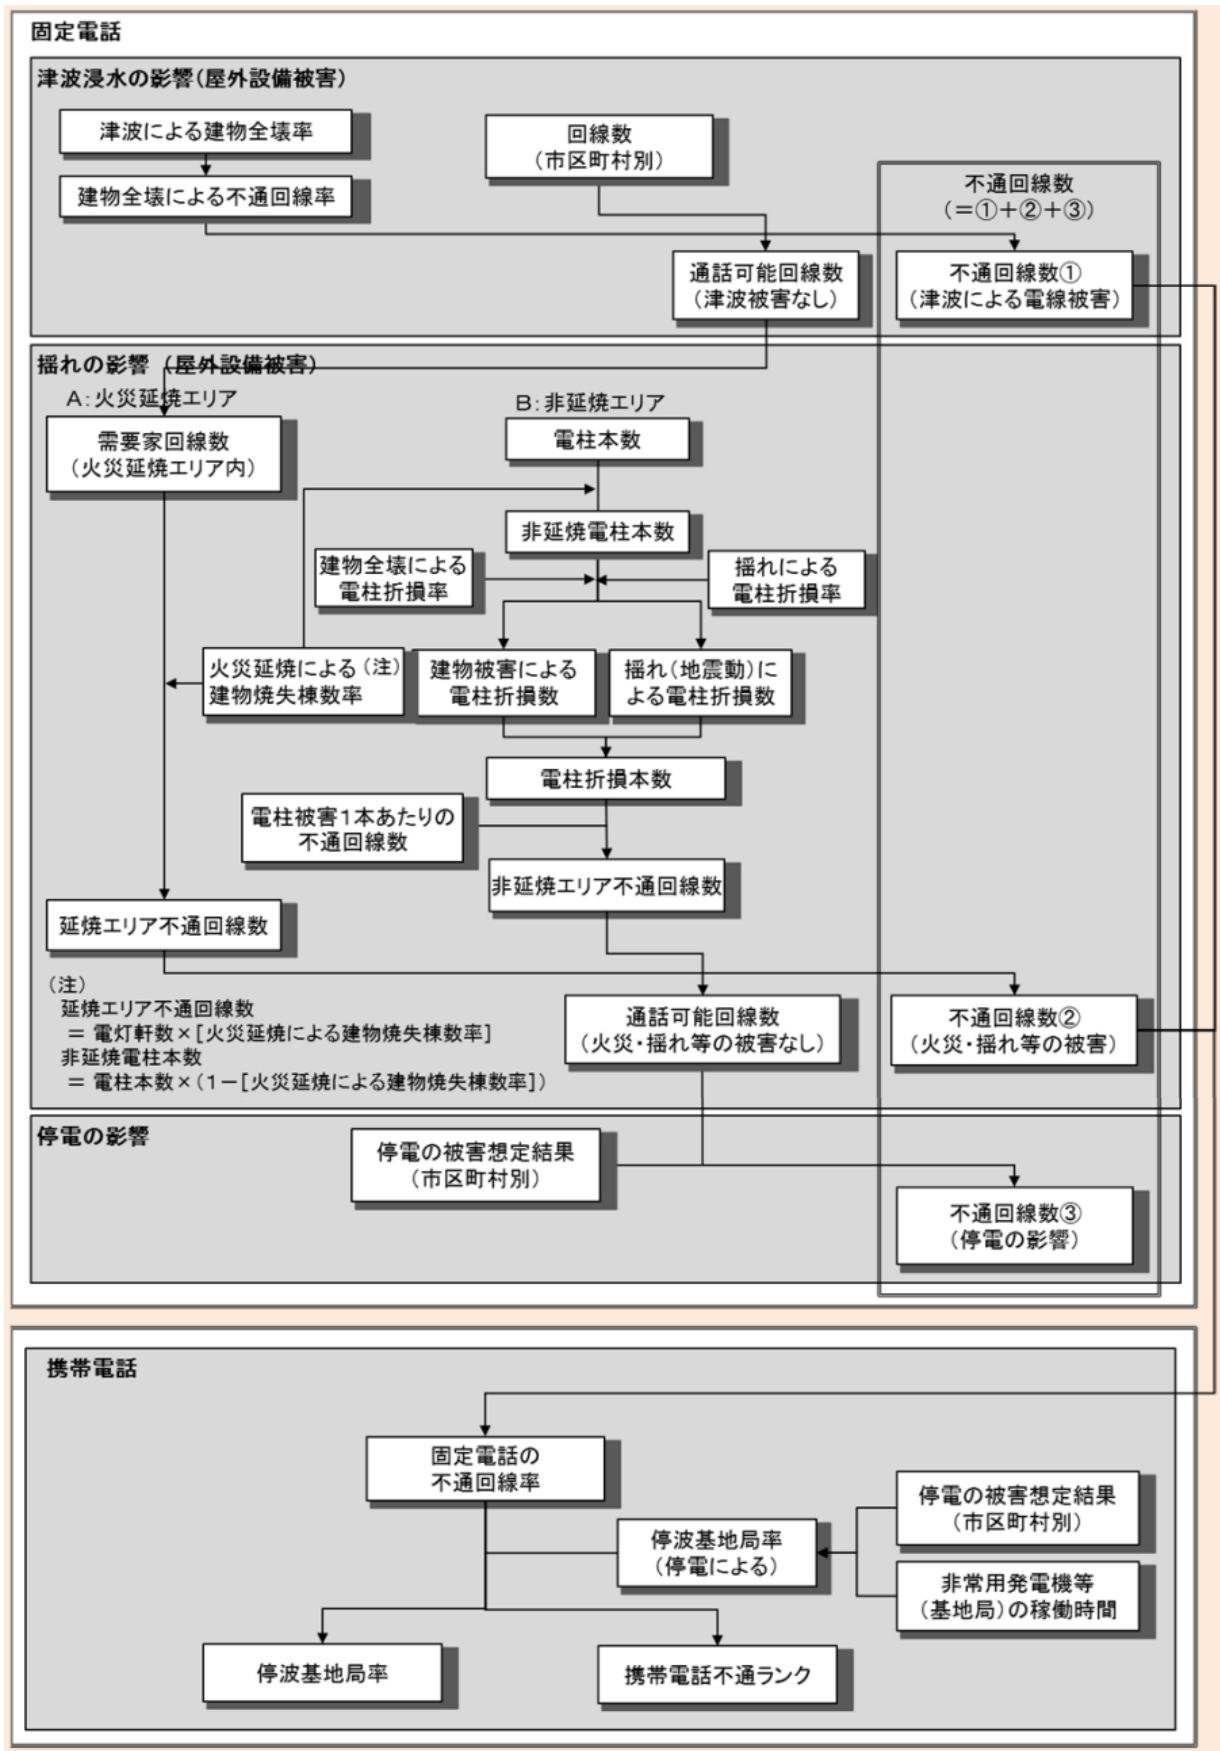 固定電話
津波浸水の影響(屋外設備被害)
津波による建物全壊率
回線数
(市区町村別)
建物全壊による不通回線率
不通回線数
(=①+②+③)
通話可能回線数
(津波被害なし)
不通回線数①
(津波による電線被害)
揺れの影響 (屋外設備被害)
A:火災延焼エリア
B:非延焼エリア
需要家回線数
(火災延焼エリア内)
電柱本数
非延焼電柱本数
建物全壊による
電柱折損率
揺れによる
電柱折損率
火災延焼による(注)
建物焼失棟数率
建物被害による
電柱折損数
揺れ(地震動)に
よる電柱折損数
電柱折損本数
電柱被害1本あたりの
不通回線数
非延焼エリア不通回線数
延焼エリア不通回線数
(注)
延焼エリア不通回線数
= 電灯軒数×[火災延焼による建物焼失棟数率]
非延焼電柱本数
= 電柱本数×(1-[火災延焼による建物焼失棟数率])
通話可能回線数
(火災・揺れ等の被害なし)
不通回線数②
(火災・揺れ等の被害)
停電の影響
停電の被害想定結果
(市区町村別)
不通回線数③
(停電の影響)
携帯電話
固定電話の
不通回線率
停波基地局率
(停電による)
停電の被害想定結果
(市区町村別)
非常用発電機等
(基地局)の稼働時間
停波基地局率
携帯電話不通ランク